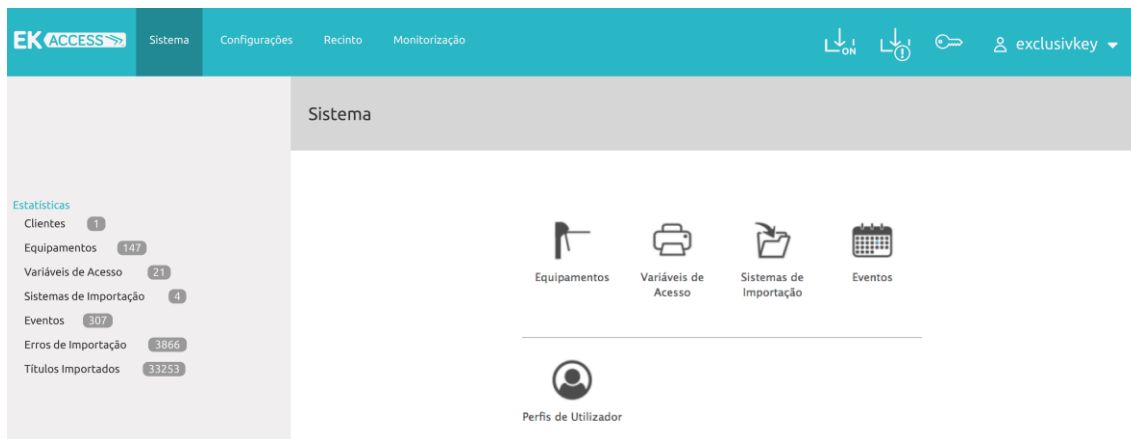 EK ACCESS
Sistema
Configurações
Recinto
Monitorização
ON
exclusivkey
Sistema
Estatísticas
Clientes 1
Equipamentos 147
Variáveis de Acesso 21
Sistemas de Importação 4
Eventos 307
Erros de Importação 3866
Títulos Importados 33253
Equipamentos
Variáveis de
Acesso
Sistemas de
Importação
Eventos
Perfis de Utilizador